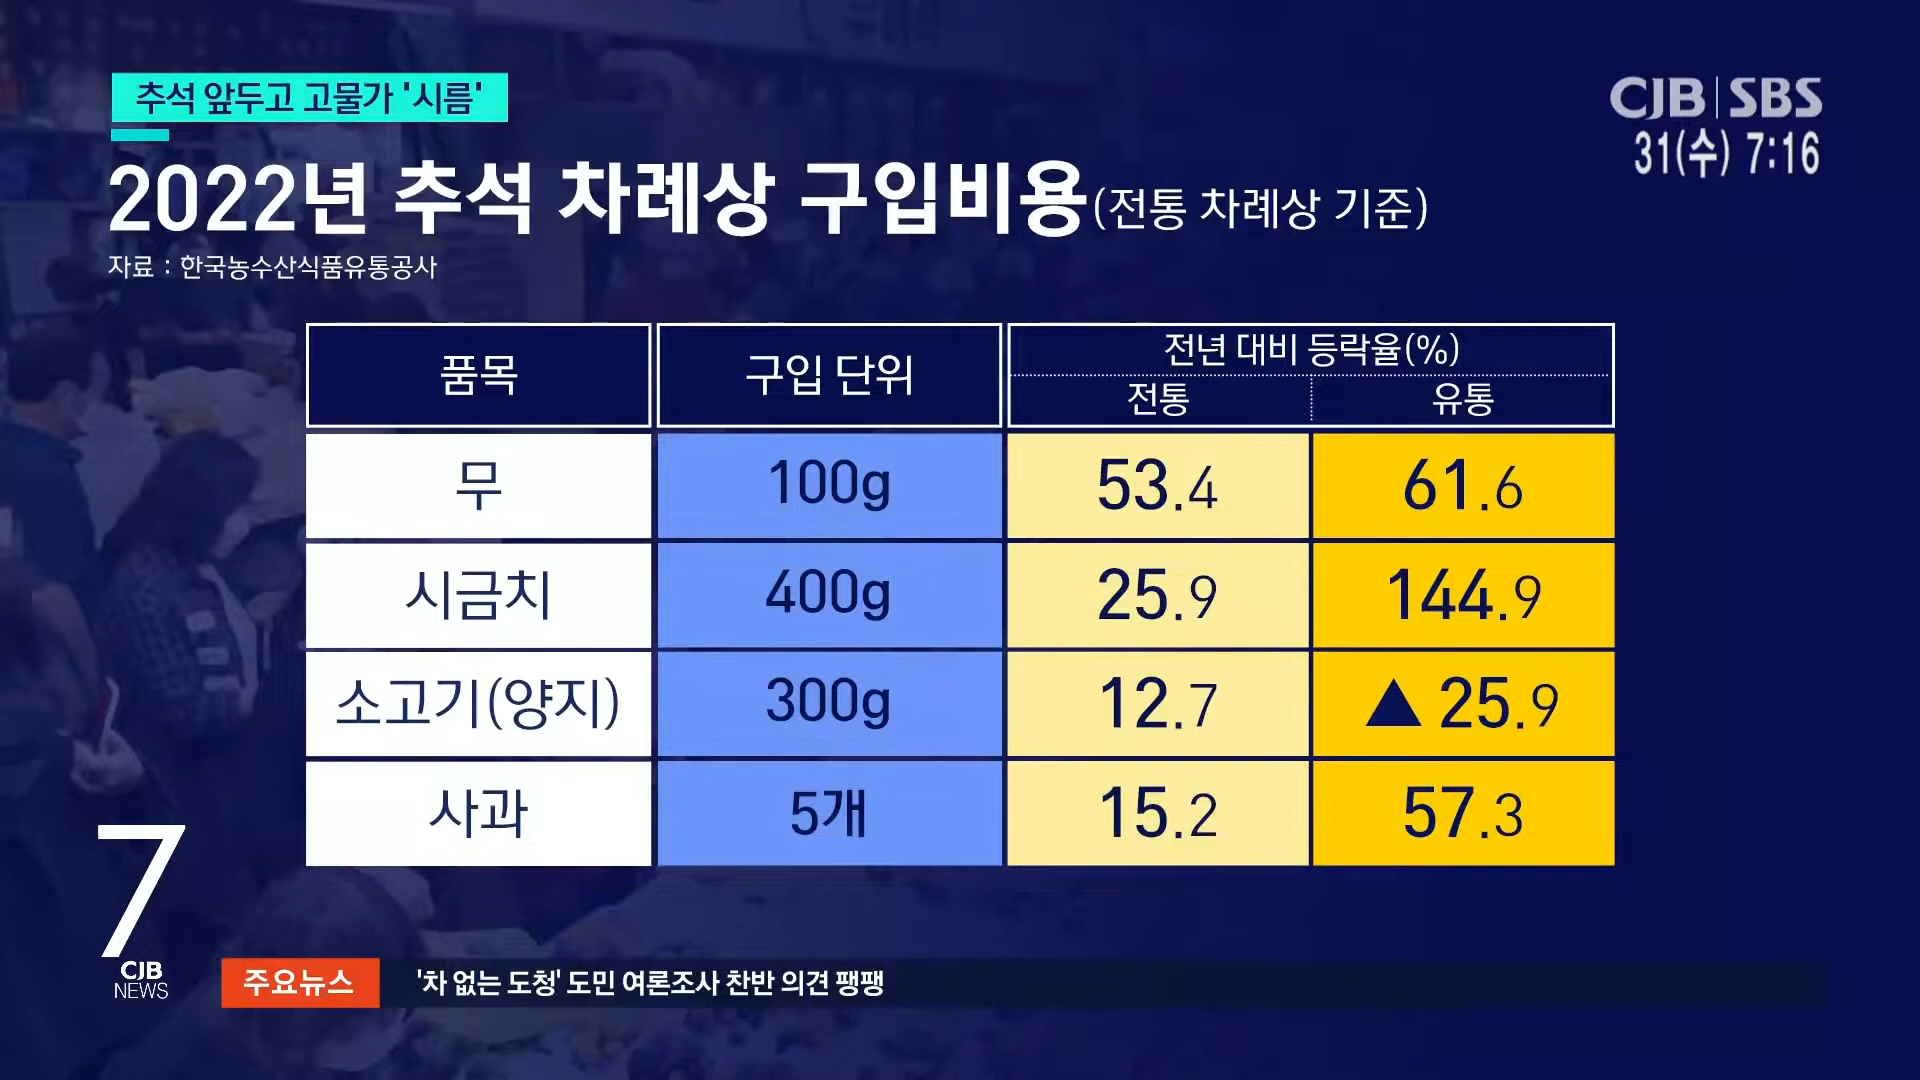 추석 앞두고 고물가 '시름'
CJB SBS
31(수) 7:16
2022년 추석 차례상 구입비용(전통 차례상 기준)
자료 : 한국농수산식품유통공사
품목 구입 단위 전년 대비 등락율(%)
전통 유통
무 100g 53.4 61.6
시금치 400g 25.9 144.9
소고기(양지) 300g 12.7 ▲ 25.9
사과 5개 15.2 57.3
7
CJB
NEWS
주요뉴스 '차 없는 도청' 도민 여론조사 찬반 의견 팽팽